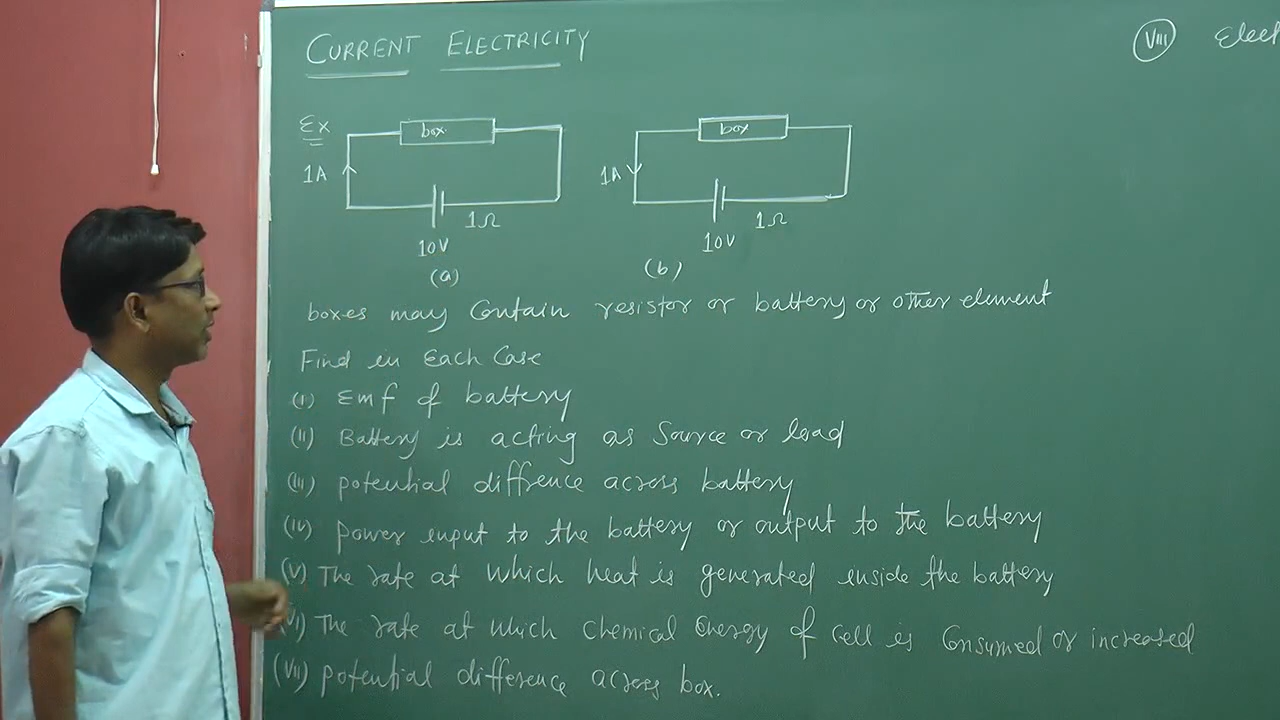 CURRENT ELECTRICITY
(VIII) Elect
Ex
box
box
1A
1A
1Ω
1Ω
10V
10V
(a)
(b)
boxes may Contain resistor or battery or other element
Find in Each Case
(I) Emf of battery
(II) Battery is acting as Source or load
(III) potential diffrence across battery
(IV) power input to the battery or output to the battery
(V) The rate at which heat is generated inside the battery
(VI) The rate at which Chemical Energy of Cell is Consumed or increased
(VII) potential difference across box.